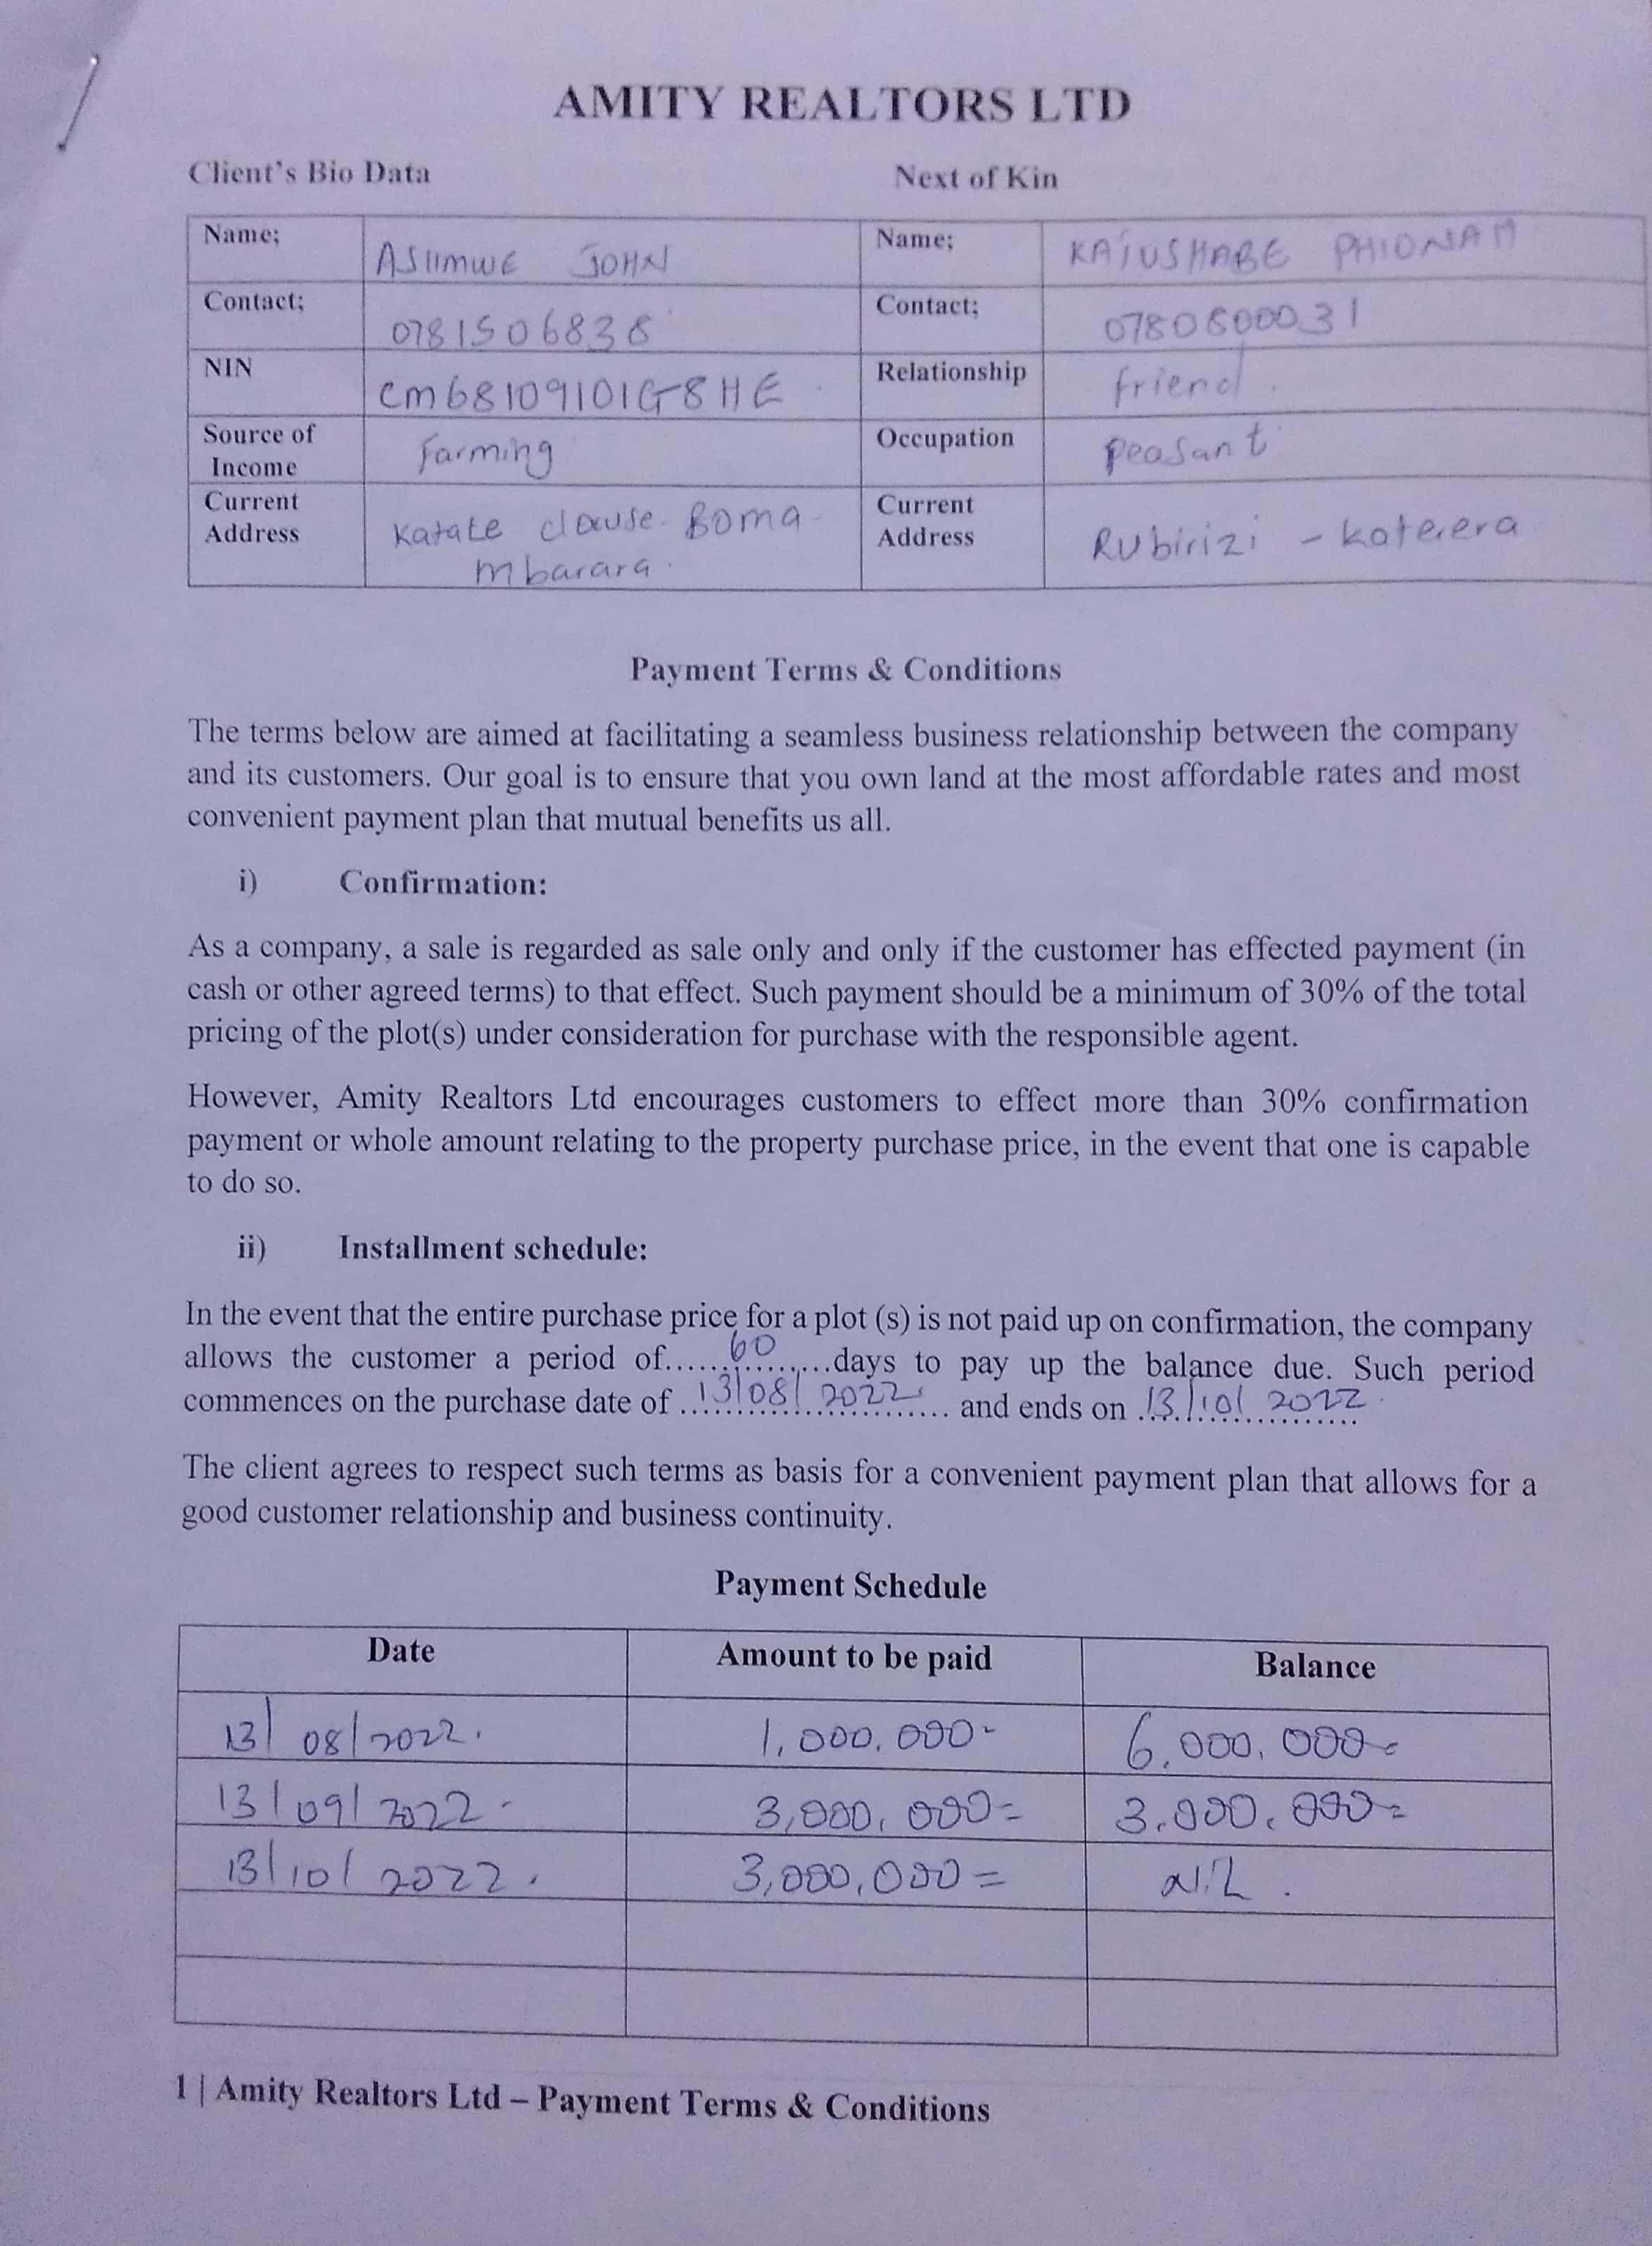 AMITY REALTORS LTD
Client's Bio Data Next of Kin
Name; ASIIMWE JOHN Name; KAIUSHABE PHIONAH
Contact; 0781506838 Contact; 0780800031
NIN CM68109101G8HE Relationship friend.
Source of Income Farming Occupation peasant
Current Address Katate clause. Boma Current Address Rubirizi - katerera
Mbarara.
Payment Terms & Conditions
The terms below are aimed at facilitating a seamless business relationship between the company
and its customers. Our goal is to ensure that you own land at the most affordable rates and most
convenient payment plan that mutual benefits us all.
i) Confirmation:
As a company, a sale is regarded as sale only and only if the customer has effected payment (in
cash or other agreed terms) to that effect. Such payment should be a minimum of 30% of the total
pricing of the plot(s) under consideration for purchase with the responsible agent.
However, Amity Realtors Ltd encourages customers to effect more than 30% confirmation
payment or whole amount relating to the property purchase price, in the event that one is capable
to do so.
ii) Installment schedule:
In the event that the entire purchase price for a plot (s) is not paid up on confirmation, the company
allows the customer a period of......60......days to pay up the balance due. Such period
commences on the purchase date of ..13/08/2022.. and ends on ..13/10/2022..
The client agrees to respect such terms as basis for a convenient payment plan that allows for a
good customer relationship and business continuity.
Payment Schedule
Date Amount to be paid Balance
13/08/2022. 1,000,000- 6,000,000=
13/09/2022- 3,000,000= 3,000,000=
13/10/2022. 3,000,000= NIL.
1 | Amity Realtors Ltd – Payment Terms & Conditions